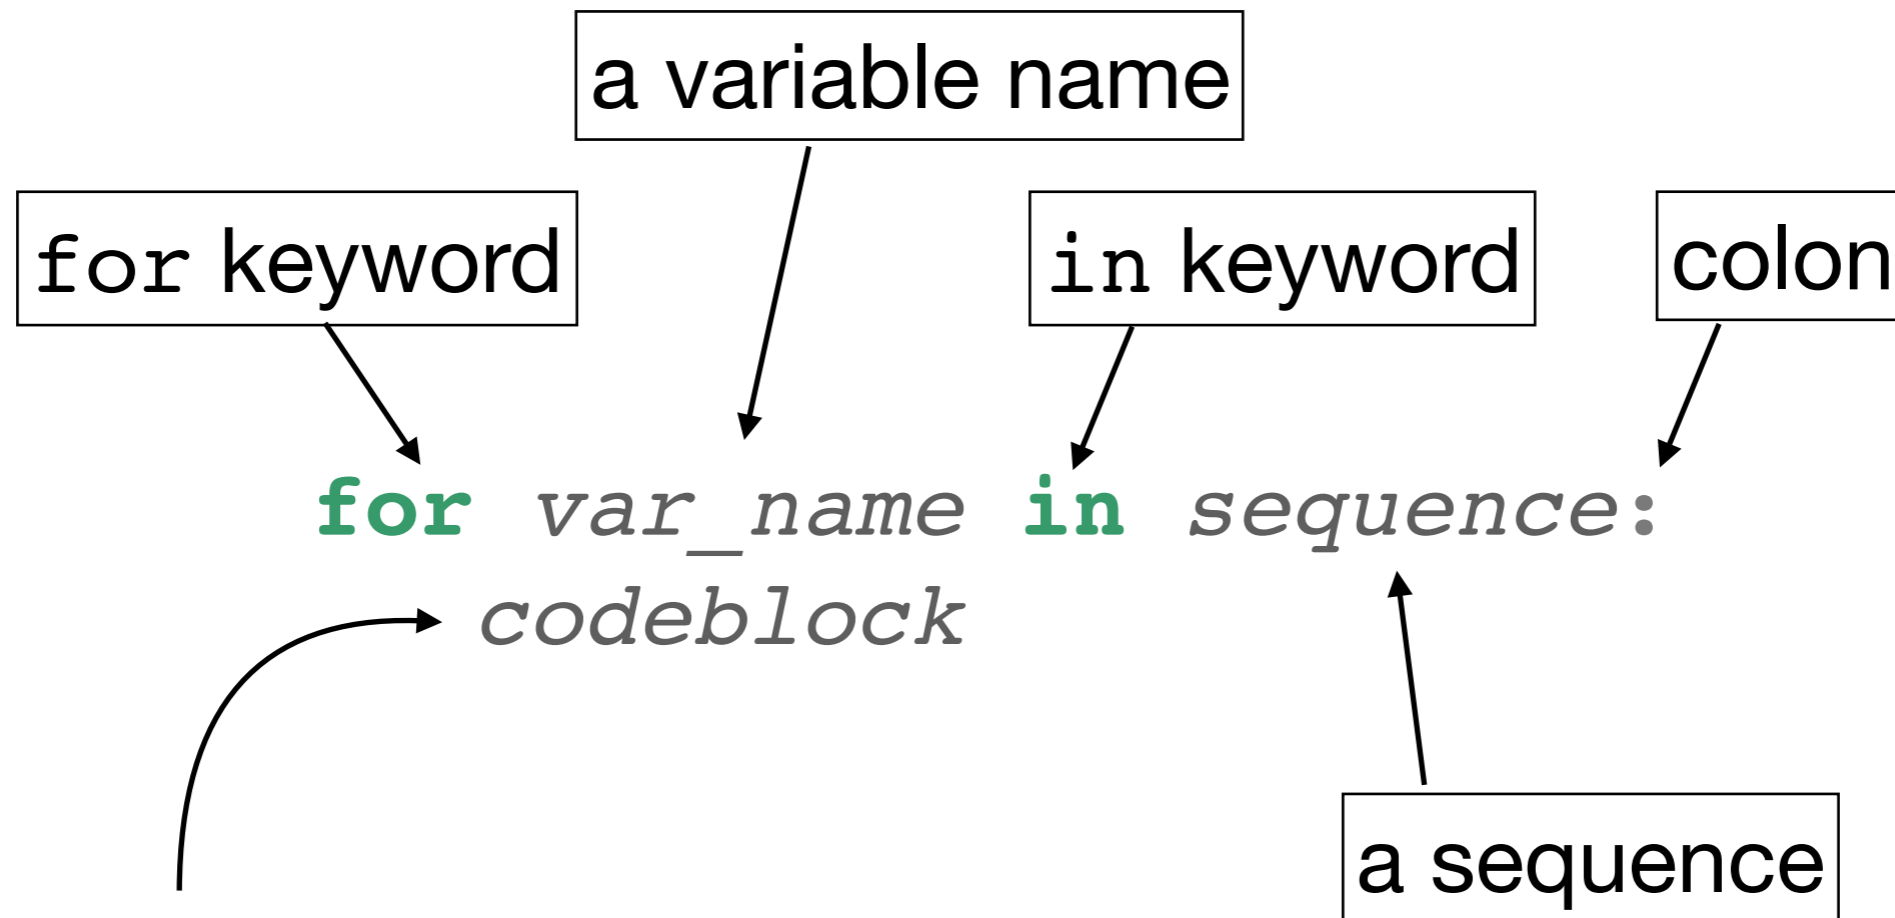 a variable name
for keyword
in keyword
colon
for var_name in sequence:
codeblock
a sequence